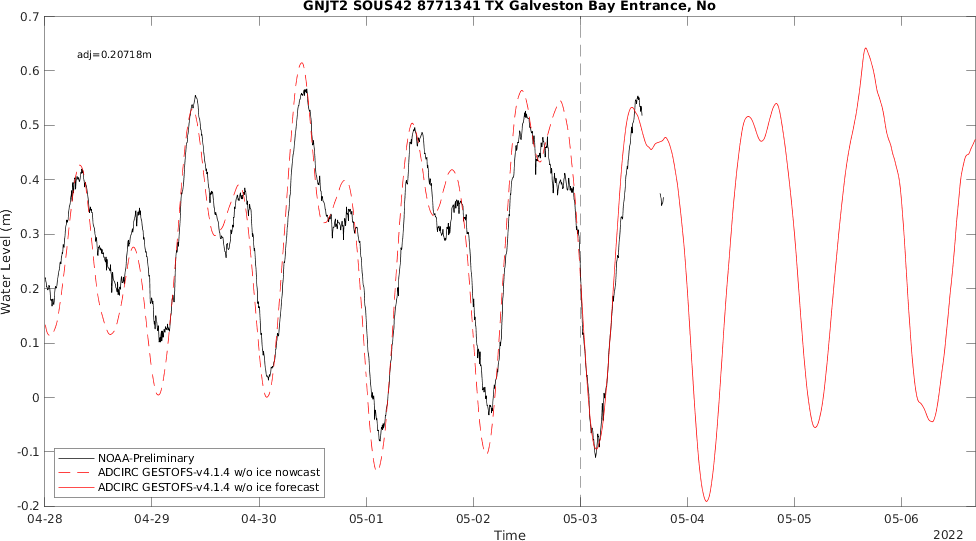 GNJT2 SOUS42 8771341 TX Galveston Bay Entrance, No
adj=0.20718m
0.7
0.6
0.5
0.4
0.3
0.2
0.1
0
-0.1
-0.2
Water Level (m)
NOAA-Preliminary
ADCIRC GESTOFS-v4.1.4 w/o ice nowcast
ADCIRC GESTOFS-v4.1.4 w/o ice forecast
04-28 04-29 04-30 05-01 05-02 05-03 05-04 05-05 05-06
Time
2022